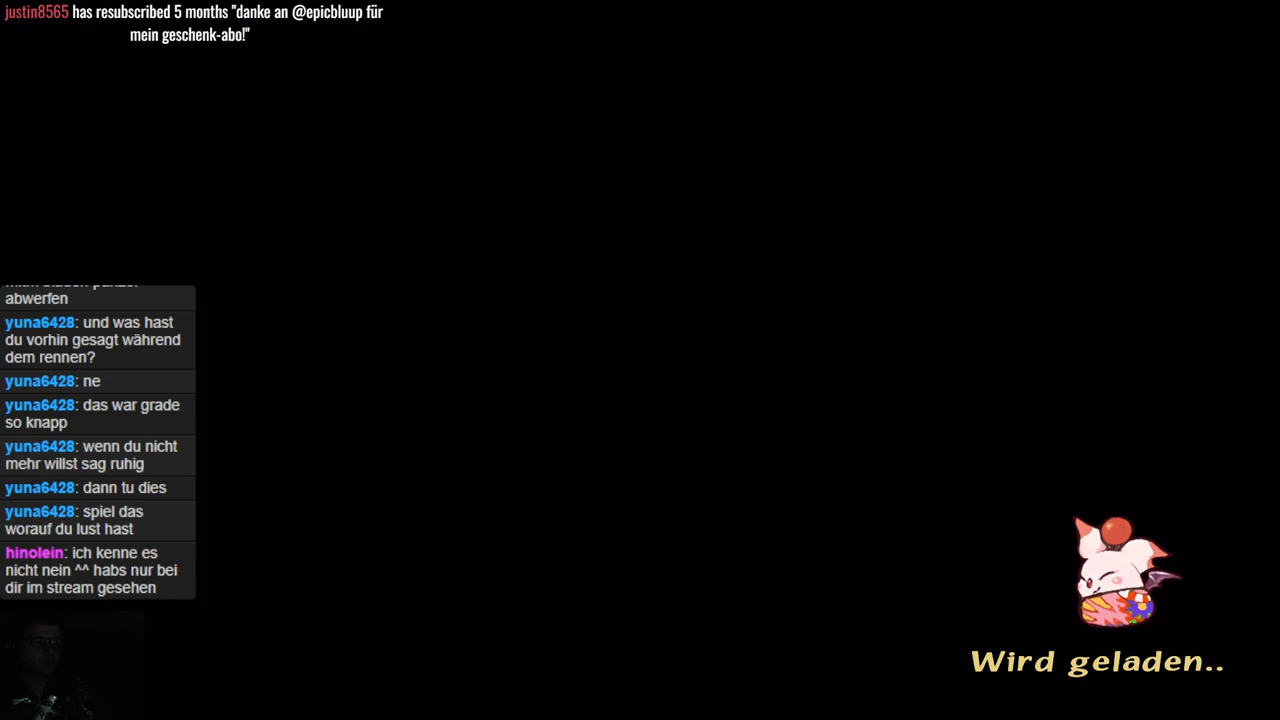 justin8565 has resubscribed 5 months "danke an @epicbluup für
mein geschenk-abo!"
abwerfen
yuna6428: und was hast
du vorhin gesagt während
dem rennen?
yuna6428: ne
yuna6428: das war grade
so knapp
yuna6428: wenn du nicht
mehr willst sag ruhig
yuna6428: dann tu dies
yuna6428: spiel das
worauf du lust hast
hinolein: ich kenne es
nicht nein ^^ habs nur bei
dir im stream gesehen
Wird geladen..